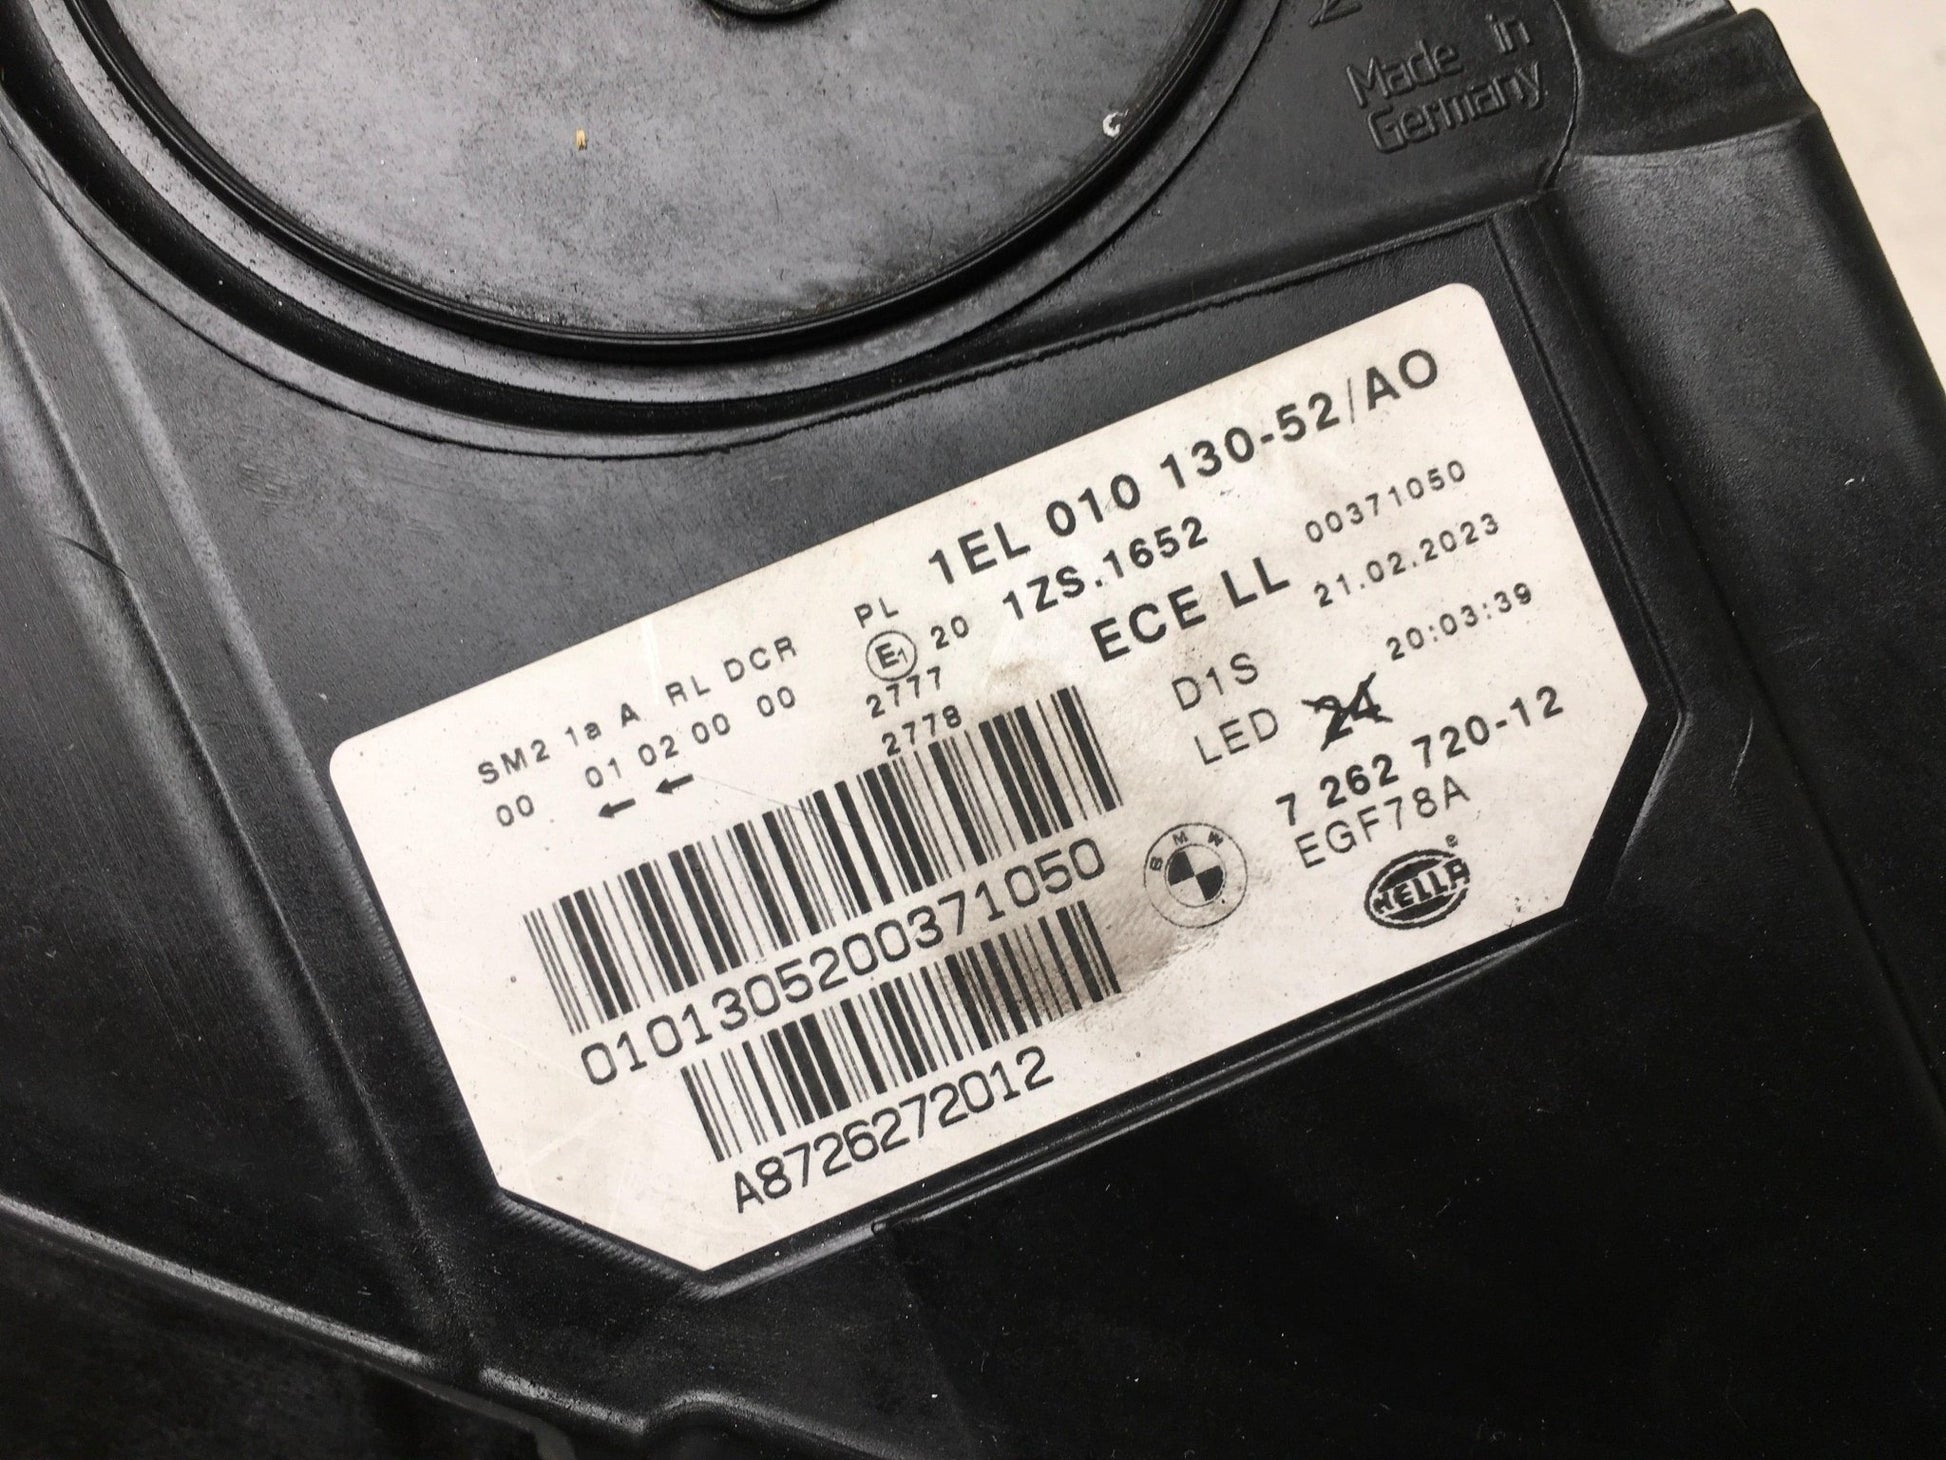 Made in
Germany
1EL 010 130-52/AO
PL
E1 20 1ZS.1652
00371050
2777
ECE LL
21.02.2023
2778
SM2 1a A RL DCR
00 01 02 00 00
← ←
D1S
20:03:39
LED 24
7 262 720-12
EGF78A
BMW
HELLA
0101305200371050
A8726272012